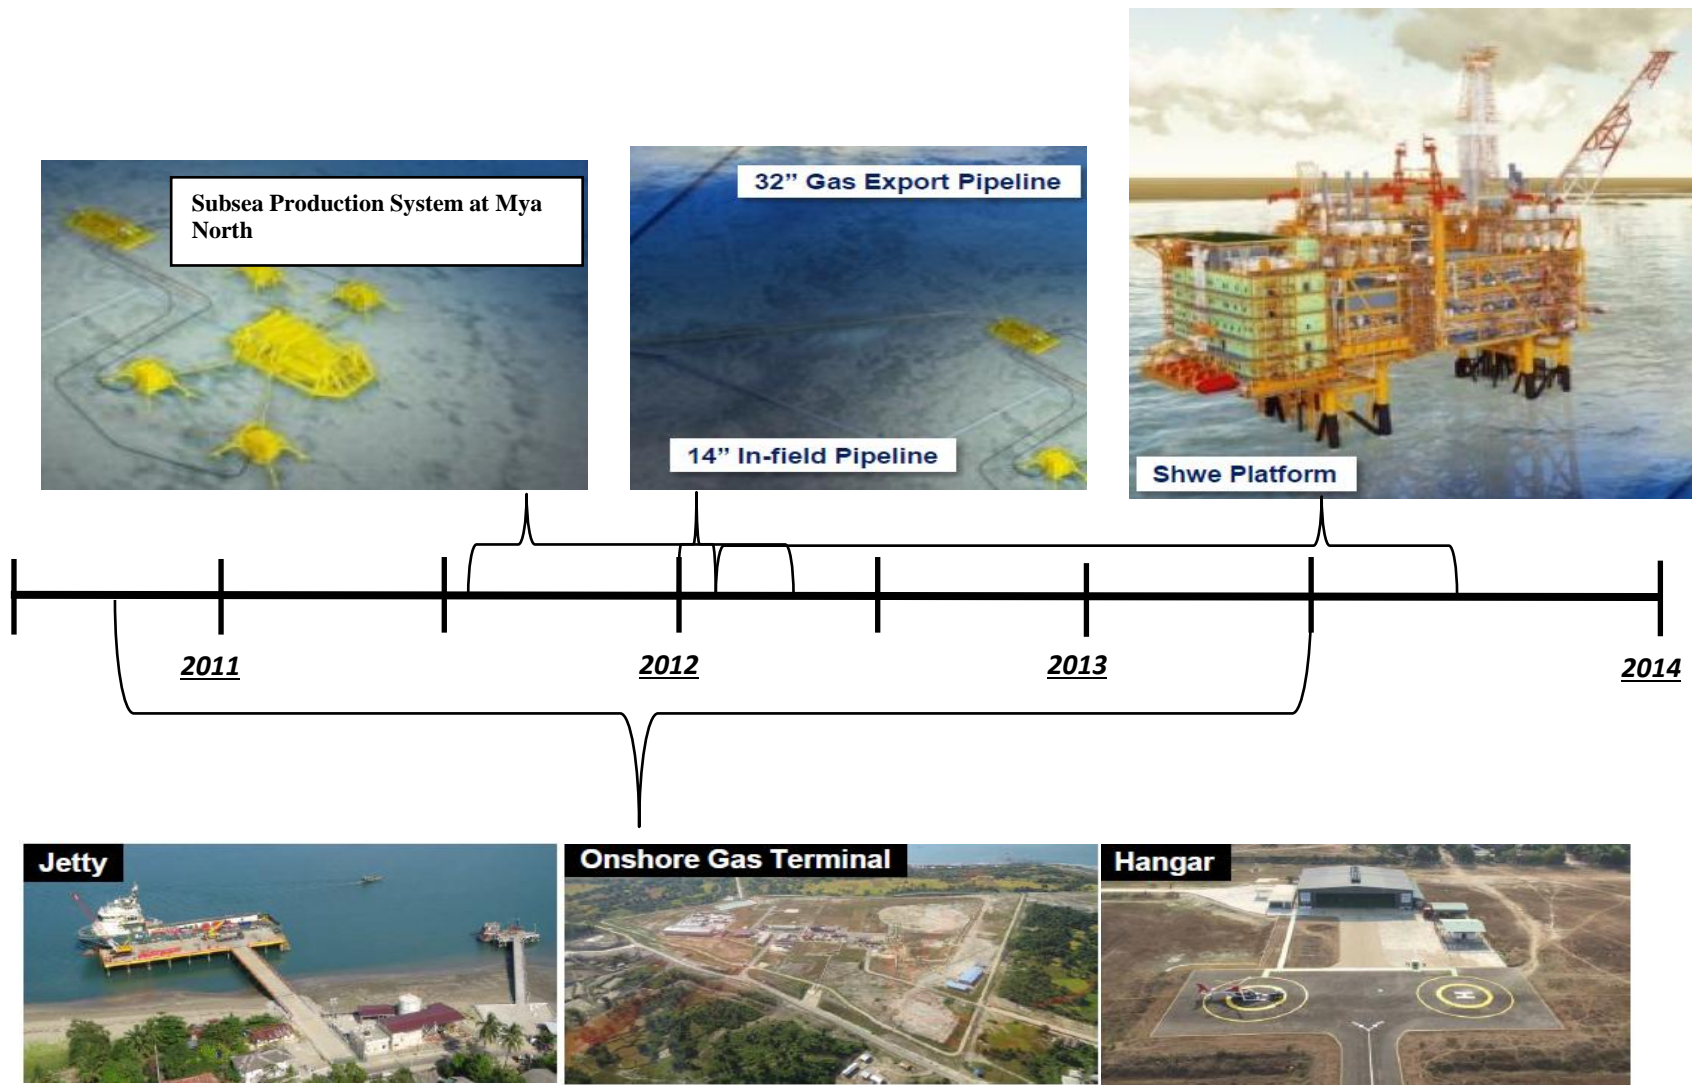 Subsea Production System at Mya
North
32” Gas Export Pipeline
14” In-field Pipeline
Shwe Platform
2011
2012
2013
2014
Jetty
Onshore Gas Terminal
Hangar
H